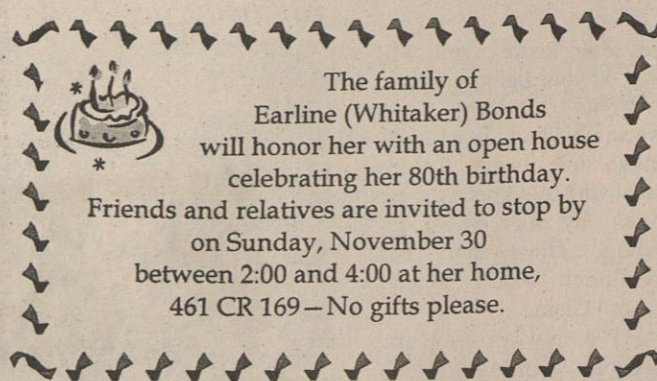 The family of
Earline (Whitaker) Bonds
will honor her with an open house
celebrating her 80th birthday.
Friends and relatives are invited to stop by
on Sunday, November 30
between 2:00 and 4:00 at her home,
461 CR 169—No gifts please.